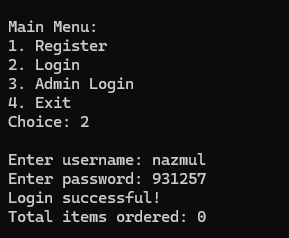 Main Menu:
1. Register
2. Login
3. Admin Login
4. Exit
Choice: 2
Enter username: nazmul
Enter password: 931257
Login successful!
Total items ordered: 0